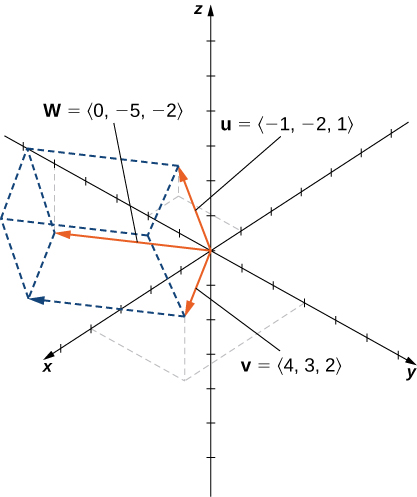 z
W = ⟨0, −5, −2⟩
u = ⟨−1, −2, 1⟩
x
v = ⟨4, 3, 2⟩
y